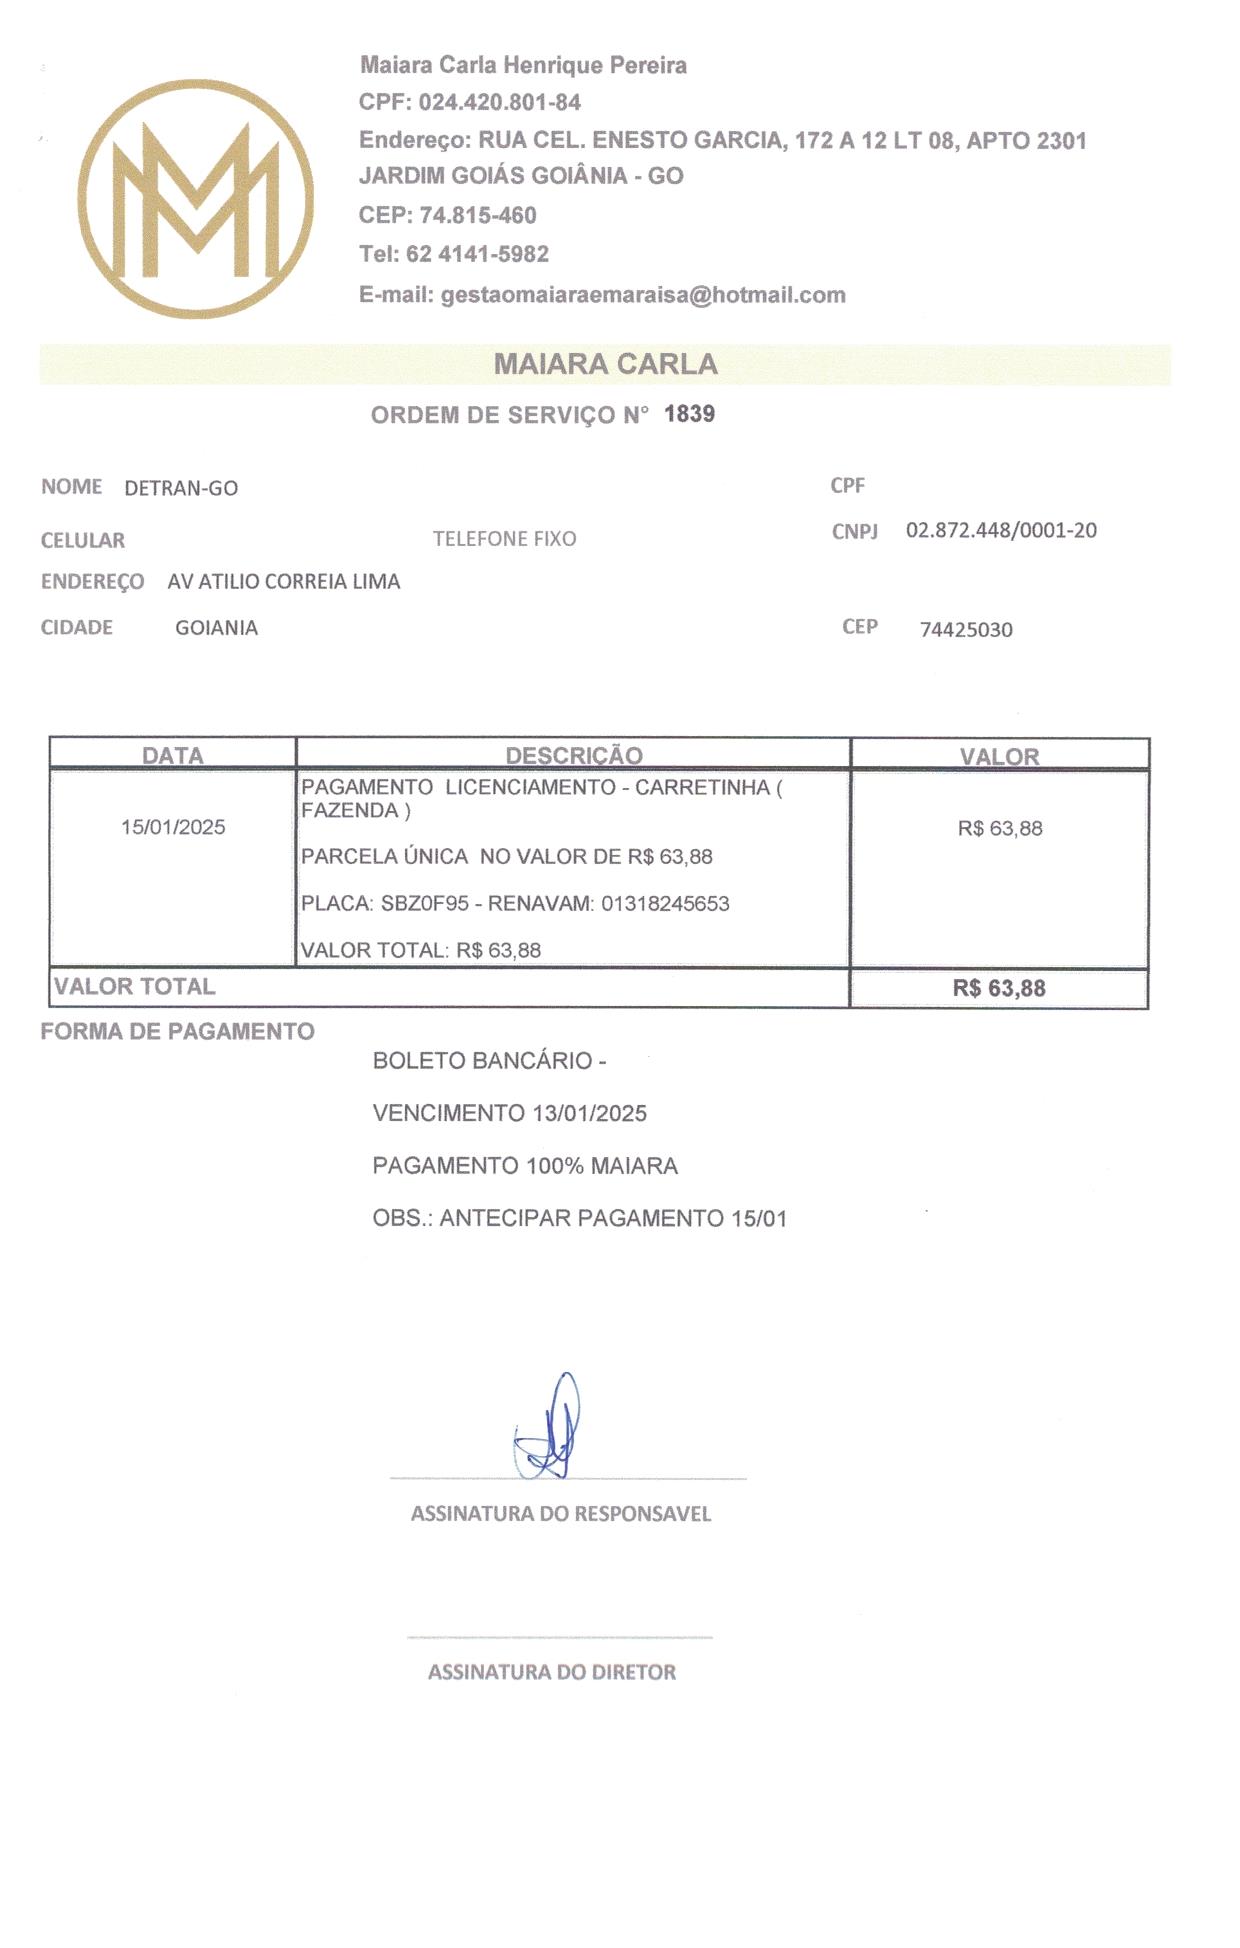 Maiara Carla Henrique Pereira
CPF: 024.420.801-84
Endereço: RUA CEL. ENESTO GARCIA, 172 A 12 LT 08, APTO 2301
JARDIM GOIÁS GOIÂNIA - GO
CEP: 74.815-460
Tel: 62 4141-5982
E-mail: gestaomaiaraemaraisa@hotmail.com
MAIARA CARLA
ORDEM DE SERVIÇO N° 1839
NOME DETRAN-GO CPF
CELULAR TELEFONE FIXO CNPJ 02.872.448/0001-20
ENDEREÇO AV ATILIO CORREIA LIMA
CIDADE GOIANIA CEP 74425030
DATA DESCRIÇÃO VALOR
PAGAMENTO LICENCIAMENTO - CARRETINHA (
FAZENDA )
15/01/2025 R$ 63,88
PARCELA ÚNICA NO VALOR DE R$ 63,88
PLACA: SBZ0F95 - RENAVAM: 01318245653
VALOR TOTAL: R$ 63,88
VALOR TOTAL R$ 63,88
FORMA DE PAGAMENTO
BOLETO BANCÁRIO -
VENCIMENTO 13/01/2025
PAGAMENTO 100% MAIARA
OBS.: ANTECIPAR PAGAMENTO 15/01
ASSINATURA DO RESPONSAVEL
ASSINATURA DO DIRETOR